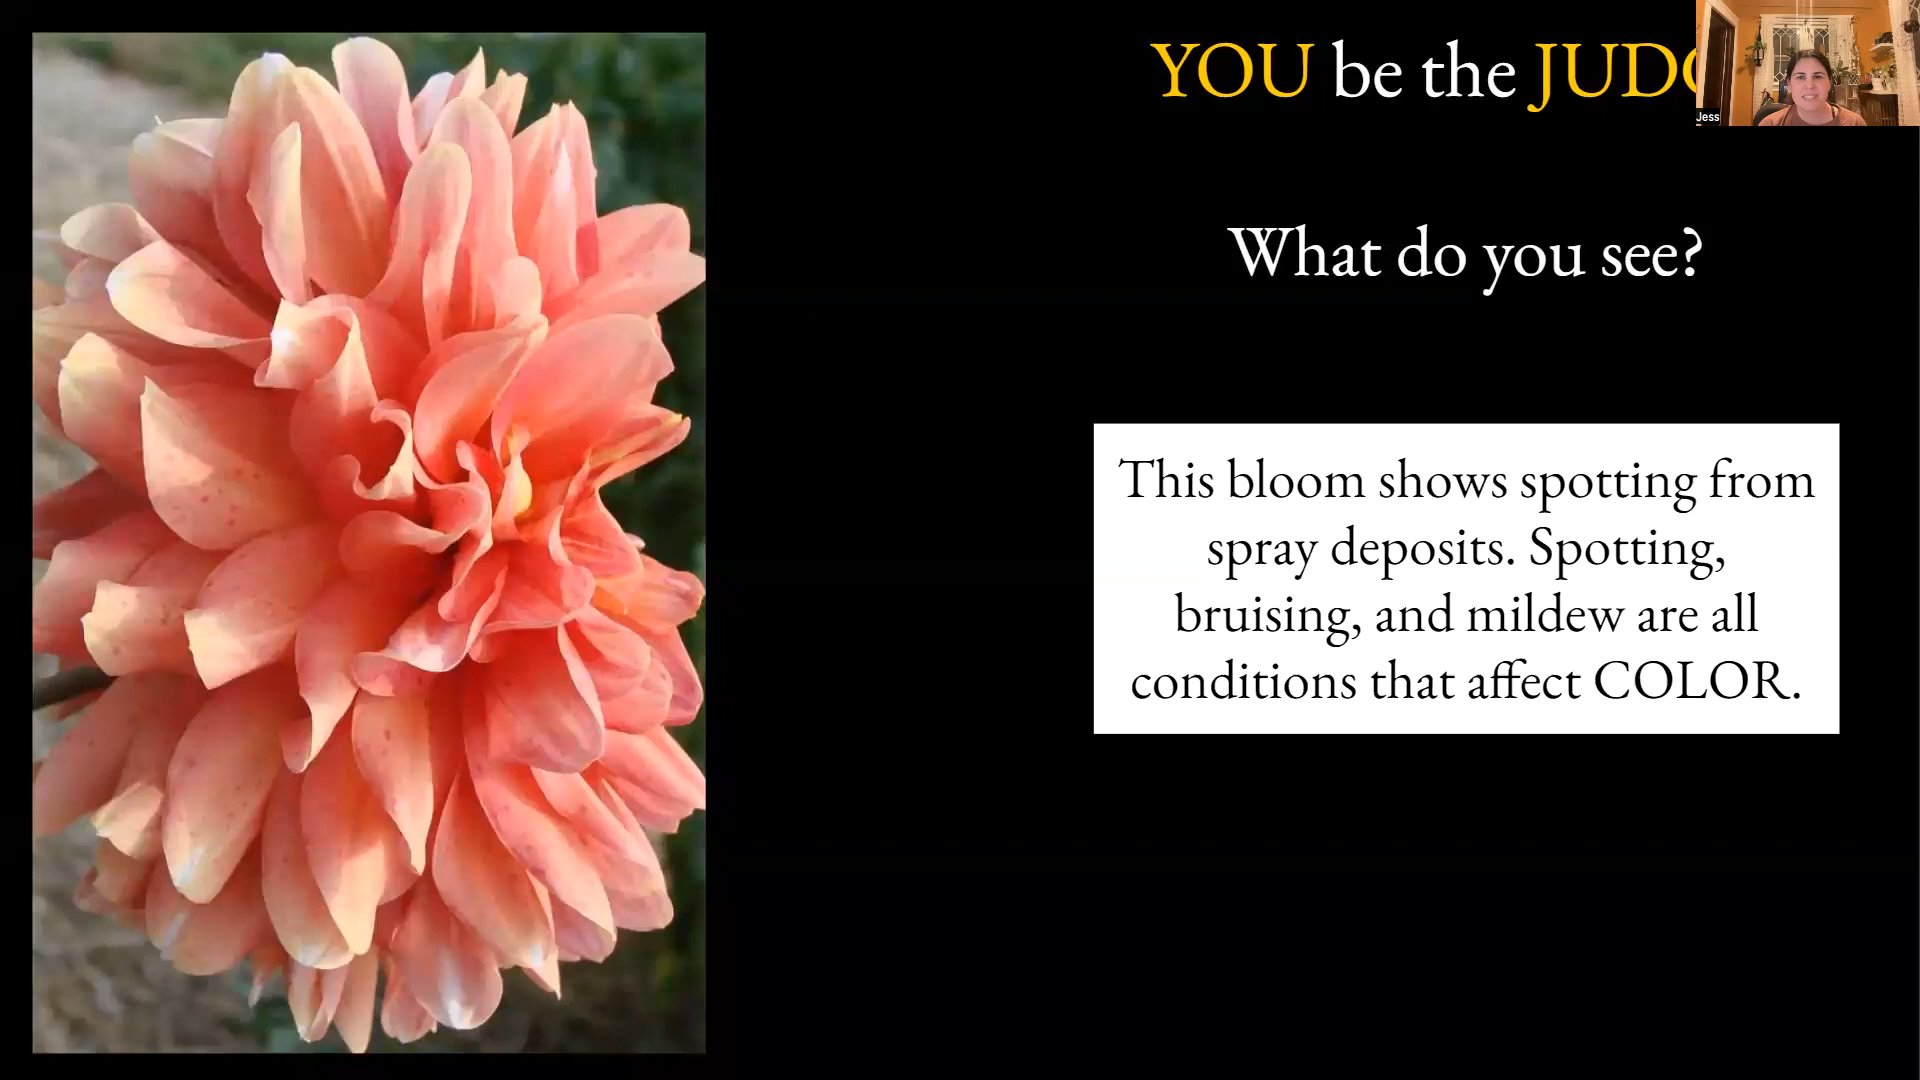 YOU be the JUDG
Jess
What do you see?
This bloom shows spotting from
spray deposits. Spotting,
bruising, and mildew are all
conditions that affect COLOR.